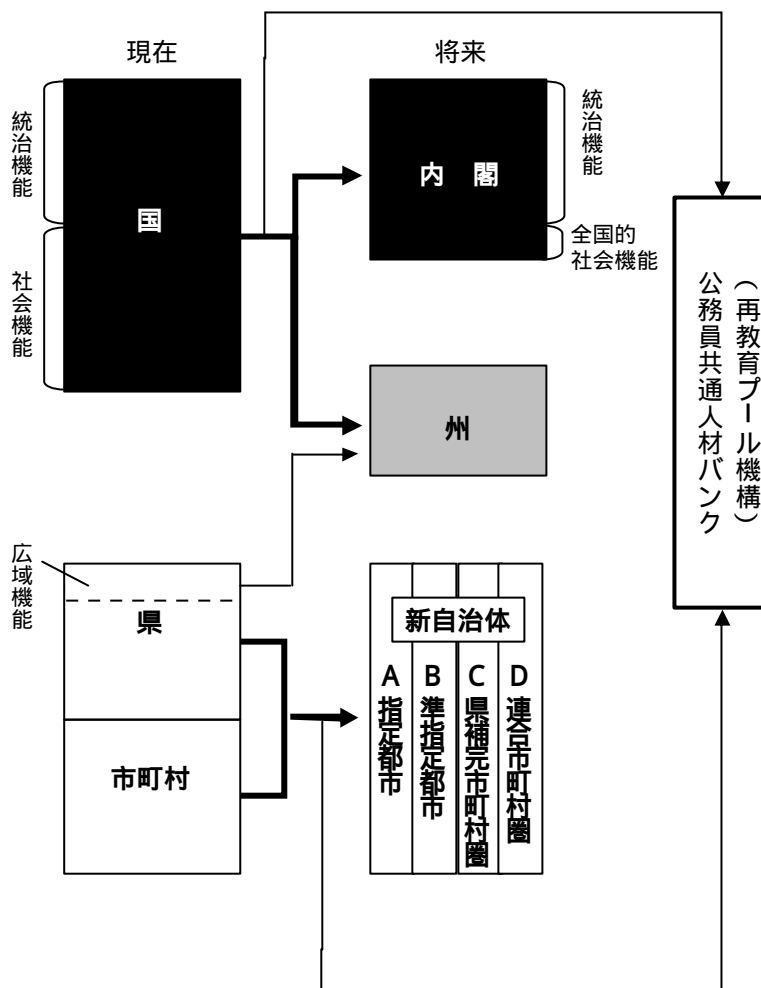 現在
将来
統治機能
社会機能
国
内 閣
統治機能
全国的
社会機能
(再教育プール機構)
公務員共通人材バンク
州
広域機能
県
市町村
新自治体
A 指定都市
B 準指定都市
C 県補完市町村圏
D 連合市町村圏